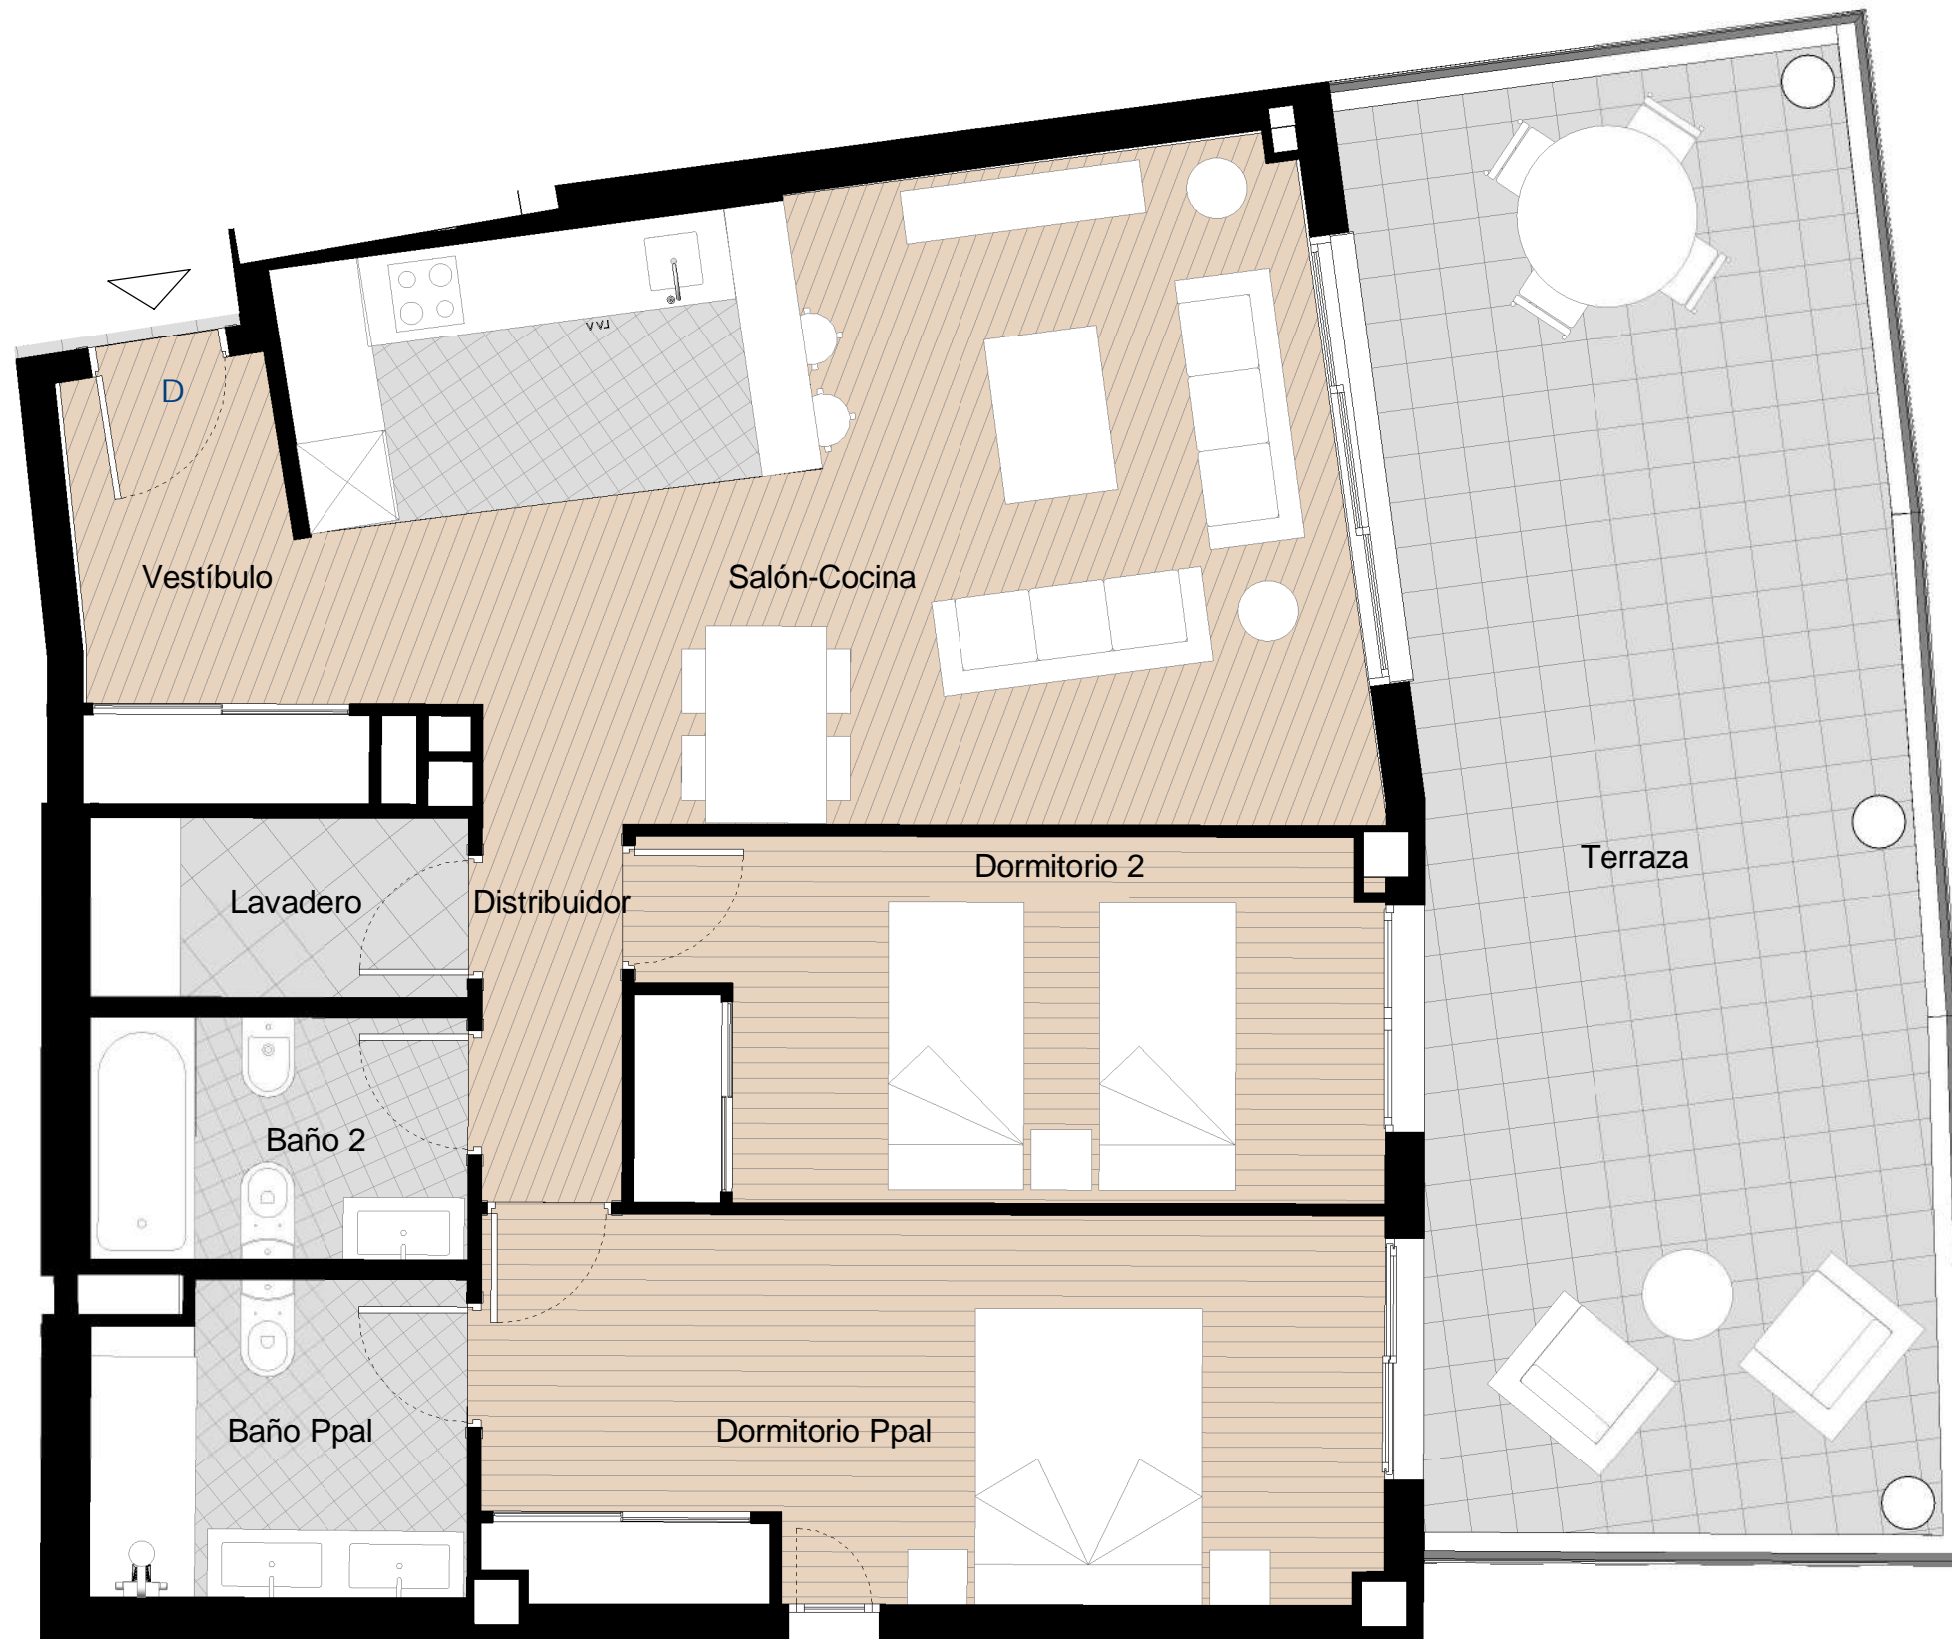 D
Vestíbulo
Salón-Cocina
Dormitorio 2
Terraza
Lavadero
Distribuidor
Baño 2
Baño Ppal
Dormitorio Ppal